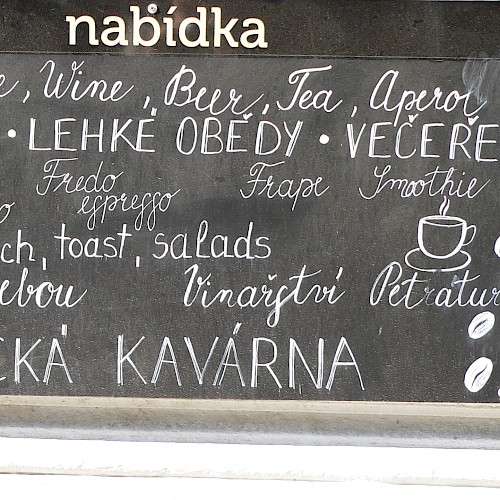 nabídka
, Wine, Beer, Tea, Aperol
• LEHKÉ OBĚDY • VEČEŘE
Fredo espresso Frape Smoothie
ch, toast, salads
ebou Vinařství Petratur
CKÁ KAVÁRNA